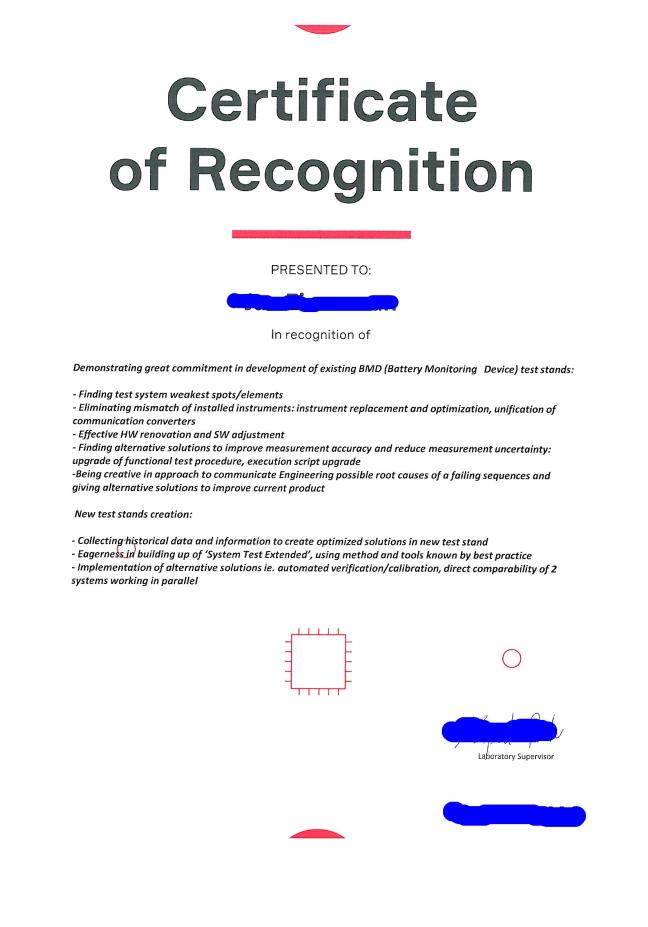 Certificate
of Recognition
PRESENTED TO:
In recognition of
Demonstrating great commitment in development of existing BMD (Battery Monitoring Device) test stands:
- Finding test system weakest spots/elements
- Eliminating mismatch of installed instruments: instrument replacement and optimization, unification of
communication converters
- Effective HW renovation and SW adjustment
- Finding alternative solutions to improve measurement accuracy and reduce measurement uncertainty:
upgrade of functional test procedure, execution script upgrade
-Being creative in approach to communicate Engineering possible root causes of a failing sequences and
giving alternative solutions to improve current product
New test stands creation:
- Collecting historical data and information to create optimized solutions in new test stand
- Eagerness in building up of ‘System Test Extended’, using method and tools known by best practice
- Implementation of alternative solutions ie. automated verification/calibration, direct comparability of 2
systems working in parallel
Laboratory Supervisor